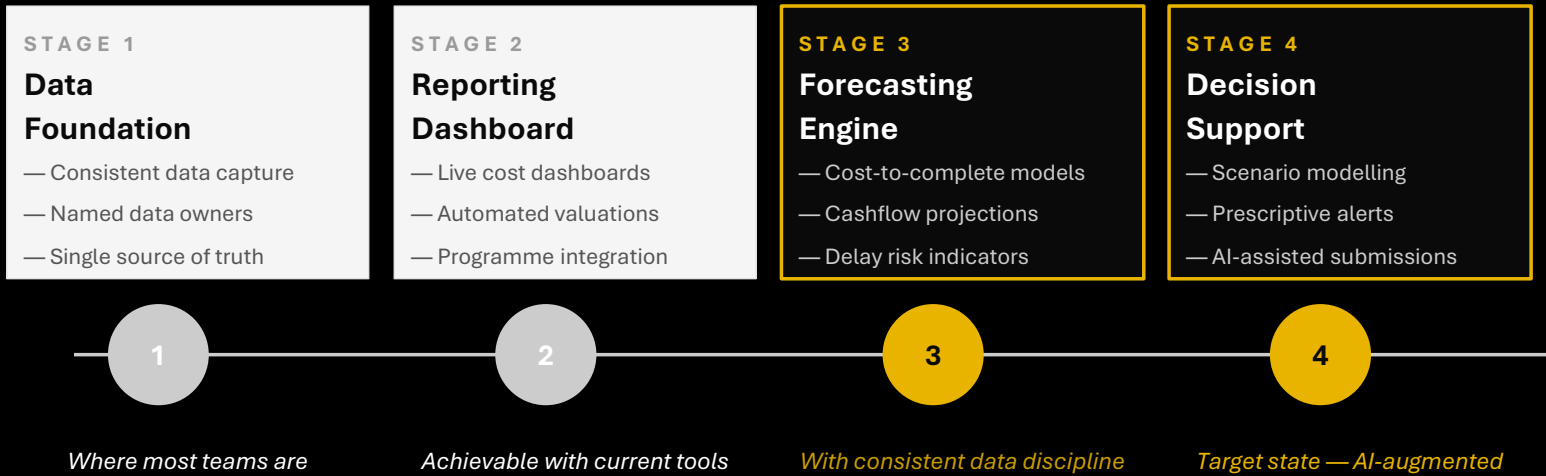 STAGE 1
Data
Foundation
— Consistent data capture
— Named data owners
— Single source of truth
STAGE 2
Reporting
Dashboard
— Live cost dashboards
— Automated valuations
— Programme integration
STAGE 3
Forecasting
Engine
— Cost-to-complete models
— Cashflow projections
— Delay risk indicators
STAGE 4
Decision
Support
— Scenario modelling
— Prescriptive alerts
— AI-assisted submissions
1
2
3
4
Where most teams are
Achievable with current tools
With consistent data discipline
Target state — AI-augmented